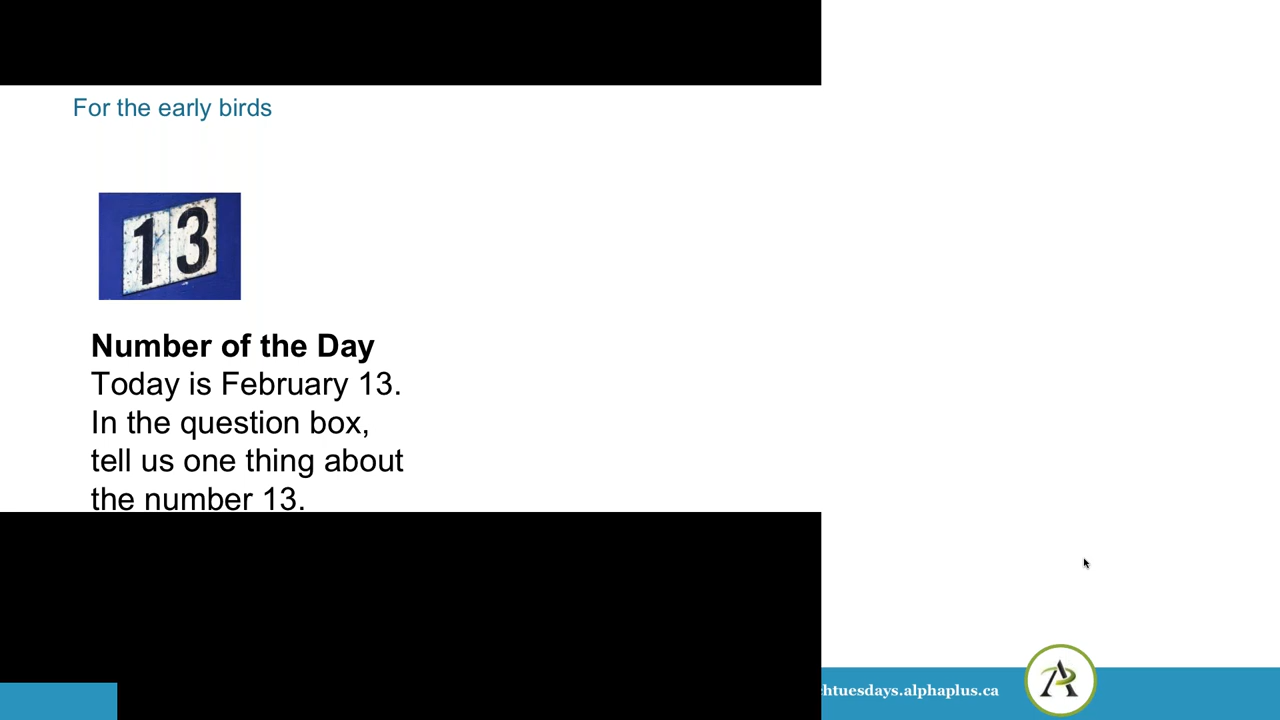 For the early birds
13
Number of the Day
Today is February 13.
In the question box,
tell us one thing about
the number 13.
htuesdays.alphaplus.ca